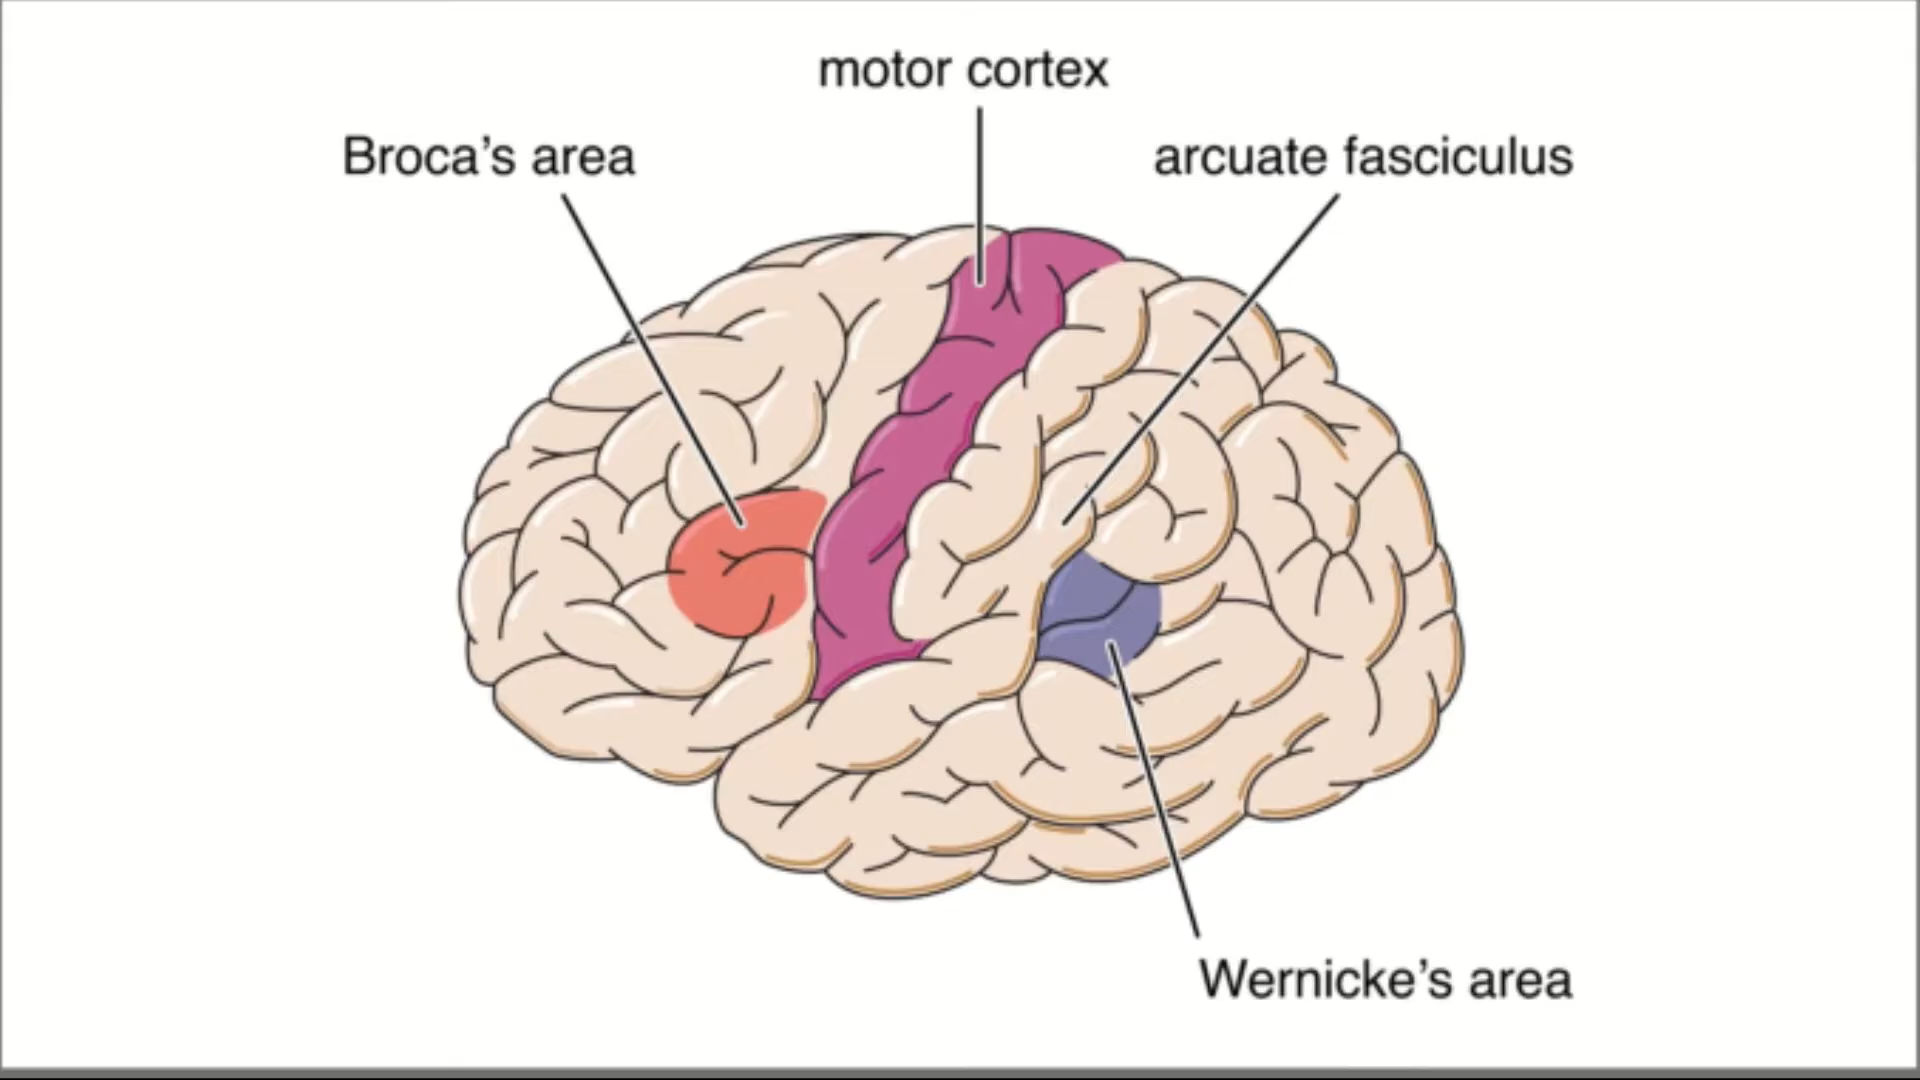 motor cortex
Broca’s area
arcuate fasciculus
Wernicke’s area